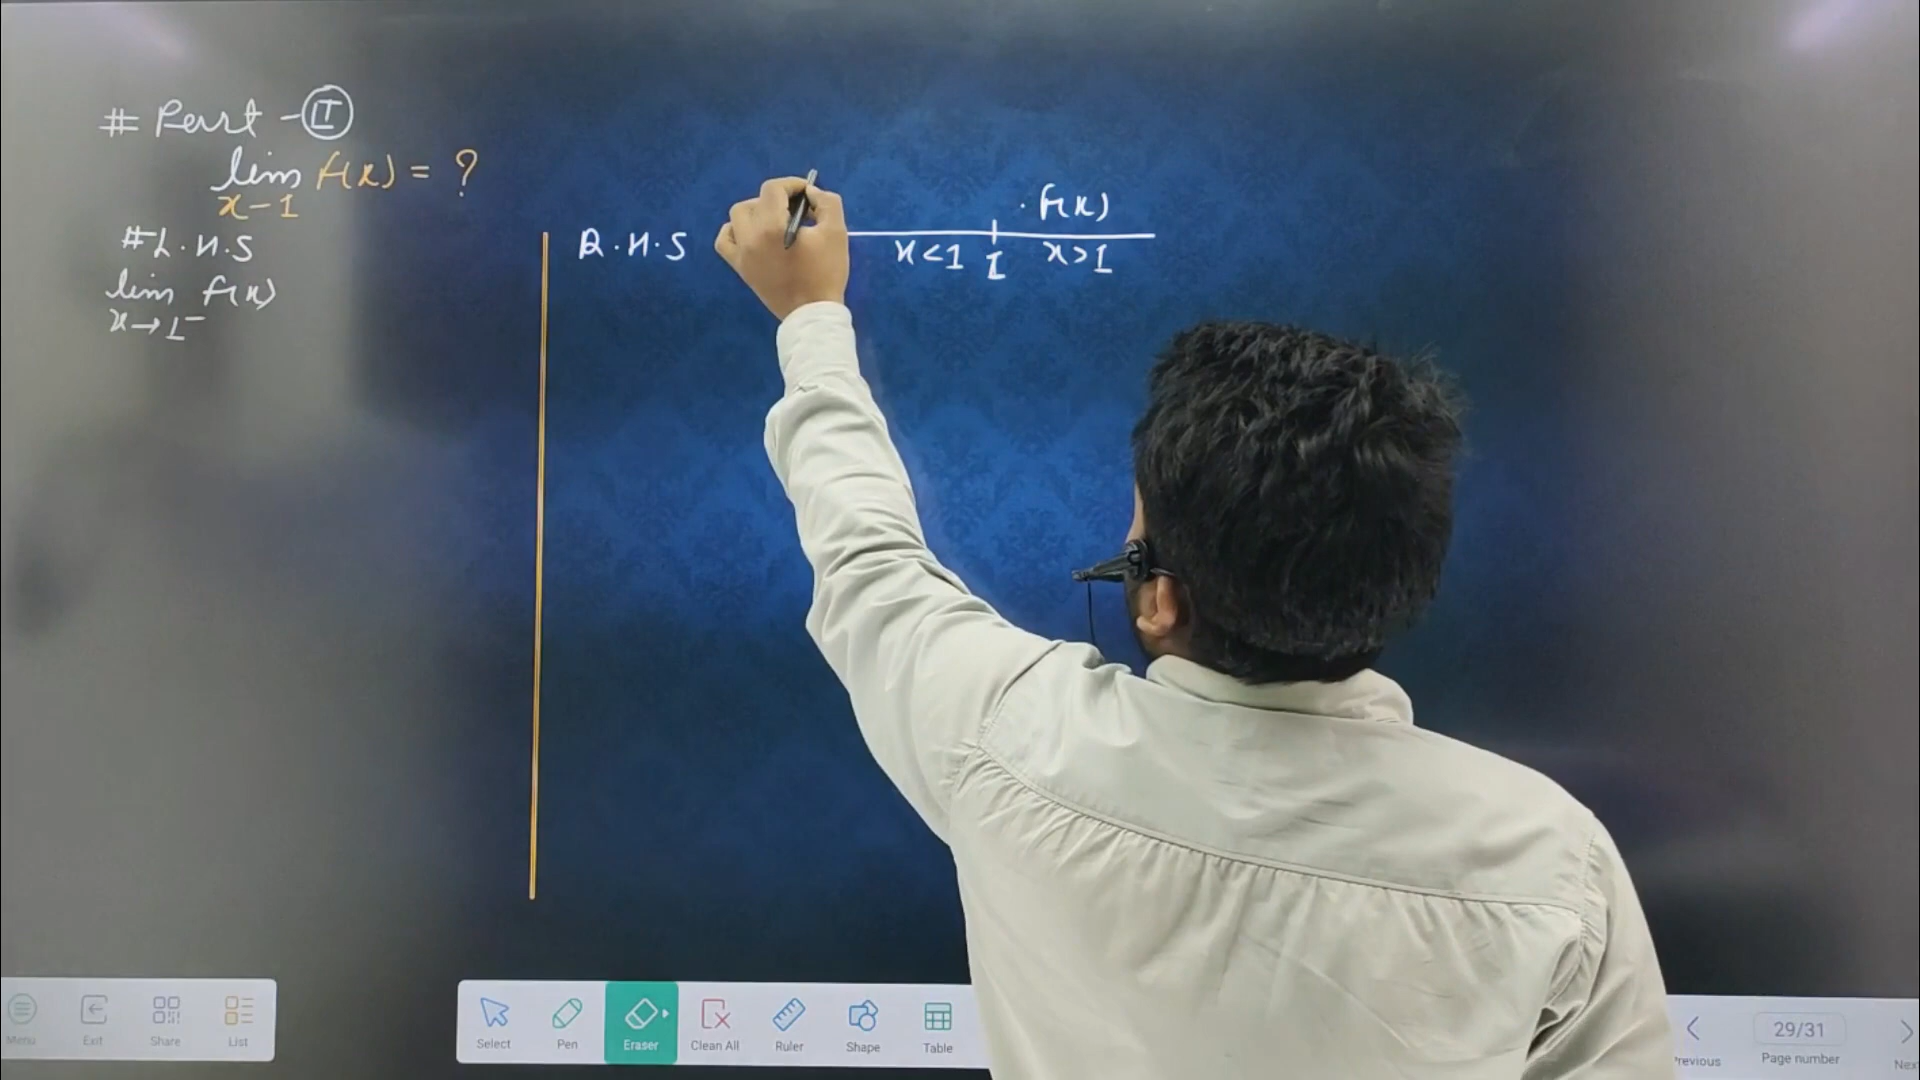 # Part - II
lim f(x) = ?
x-1
# L.H.S
lim f(x)
x→1⁻
R.H.S
f(x)
x<1 1 x>1
Menu Exit Share List
Select Pen Eraser Clean All Ruler Shape Table
29/31
Previous Page number Nex